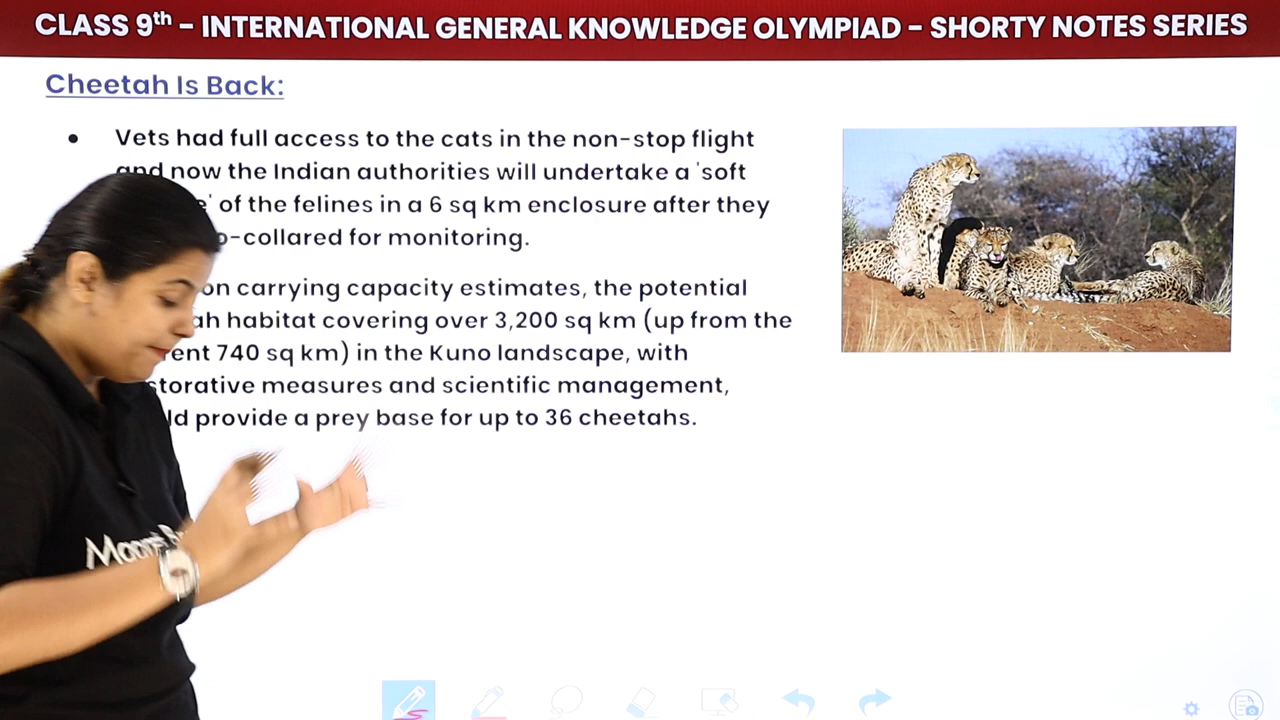 CLASS 9th – INTERNATIONAL GENERAL KNOWLEDGE OLYMPIAD – SHORTY NOTES SERIES
Cheetah Is Back:
• Vets had full access to the cats in the non-stop flight
and now the Indian authorities will undertake a 'soft
of the felines in a 6 sq km enclosure after they
-collared for monitoring.
on carrying capacity estimates, the potential
habitat covering over 3,200 sq km (up from the
740 sq km) in the Kuno landscape, with
measures and scientific management,
provide a prey base for up to 36 cheetahs.